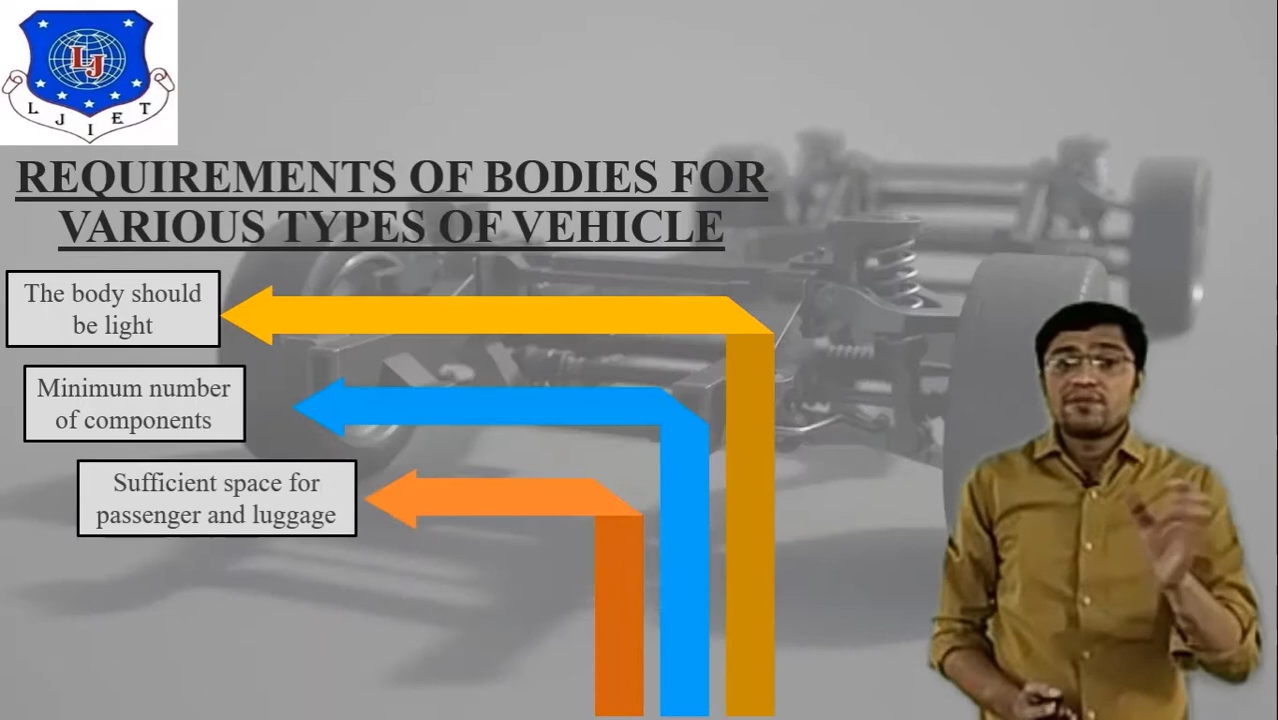 LJ
LJIET
REQUIREMENTS OF BODIES FOR
VARIOUS TYPES OF VEHICLE
The body should
be light
Minimum number
of components
Sufficient space for
passenger and luggage